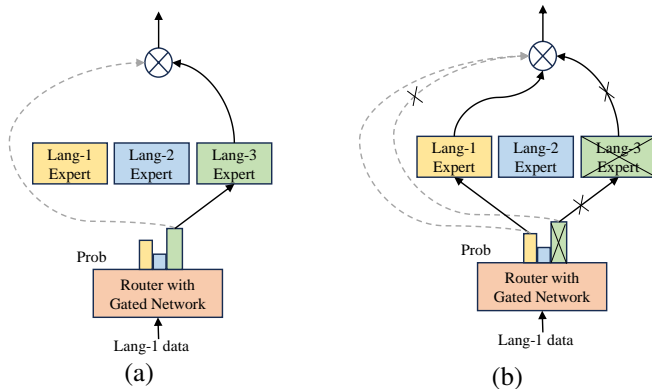 Lang-1
Expert
Lang-2
Expert
Lang-3
Expert
Prob
Router with
Gated Network
Lang-1 data
(a)
Lang-1
Expert
Lang-2
Expert
Lang-3
Expert
Prob
Router with
Gated Network
Lang-1 data
(b)